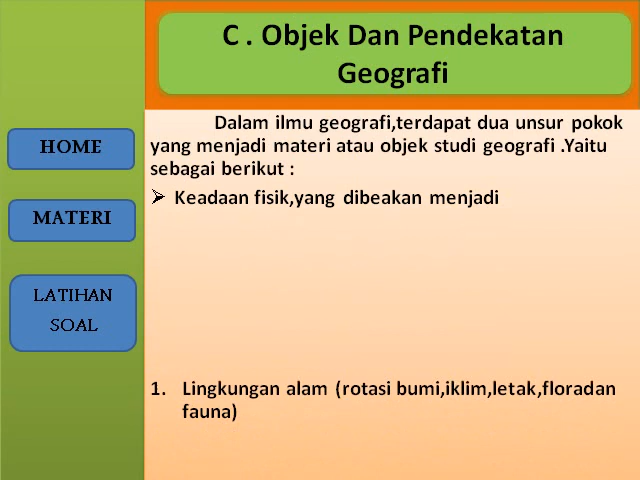 C . Objek Dan Pendekatan
Geografi
HOME
MATERI
LATIHAN
SOAL
Dalam ilmu geografi,terdapat dua unsur pokok
yang menjadi materi atau objek studi geografi .Yaitu
sebagai berikut :
➢ Keadaan fisik,yang dibeakan menjadi
1. Lingkungan alam (rotasi bumi,iklim,letak,floradan
fauna)